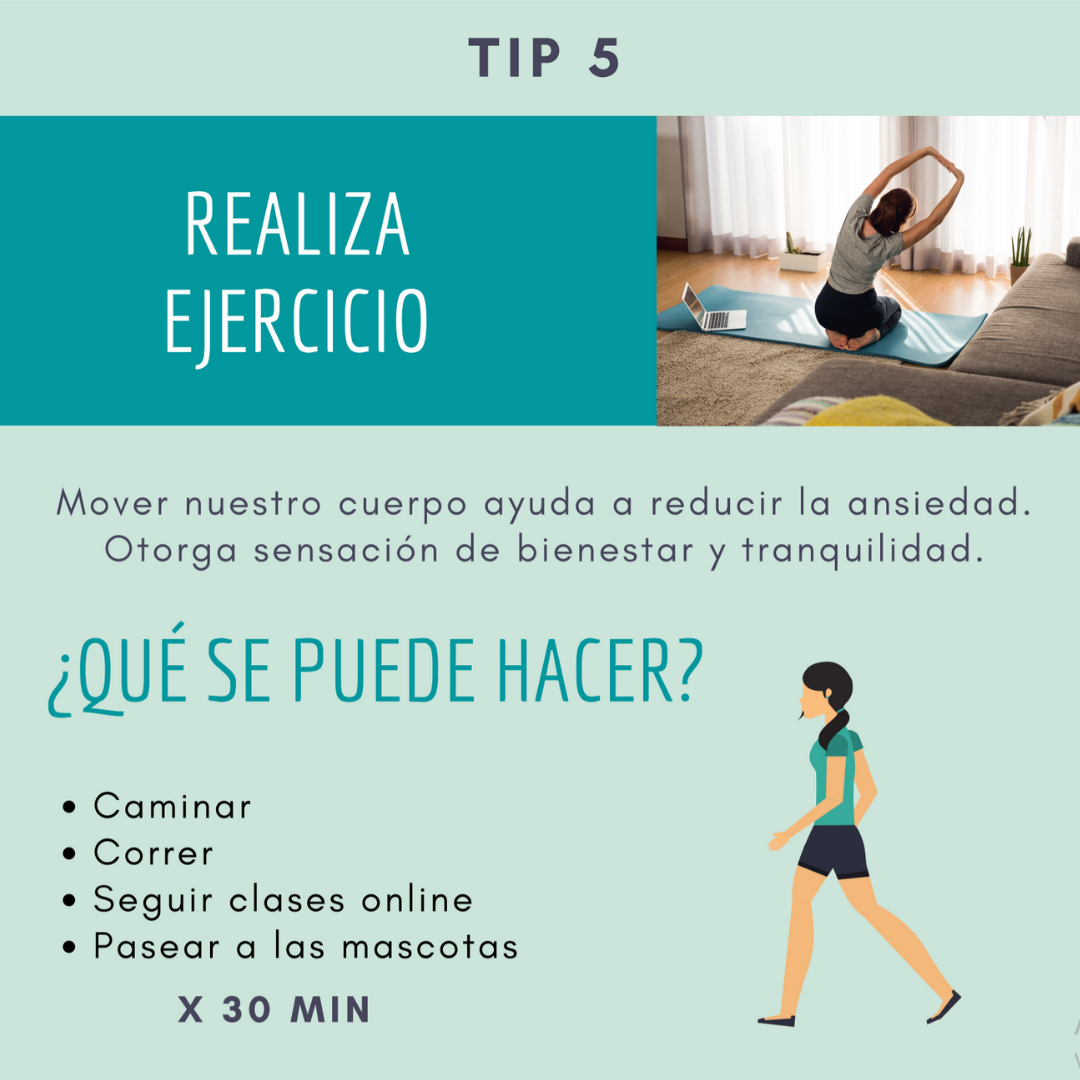 TIP 5
REALIZA
EJERCICIO
Mover nuestro cuerpo ayuda a reducir la ansiedad.
Otorga sensación de bienestar y tranquilidad.
¿QUÉ SE PUEDE HACER?
• Caminar
• Correr
• Seguir clases online
• Pasear a las mascotas
X 30 MIN